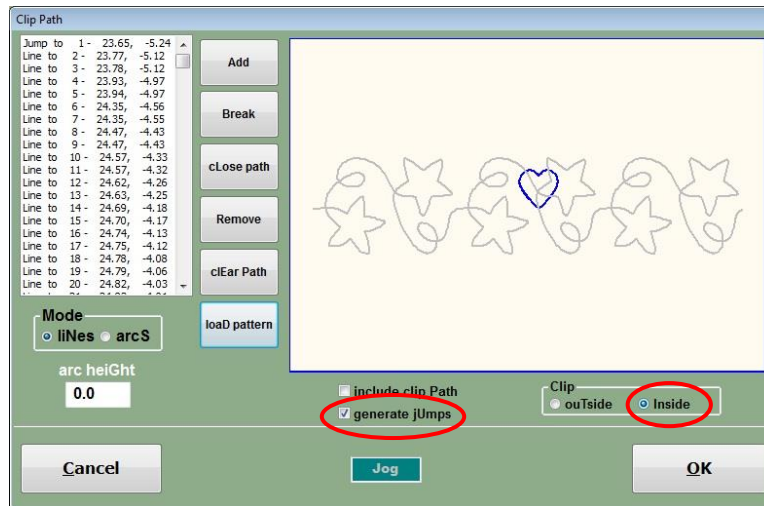 Clip Path
Jump to 1 - 23.65, -5.24
Line to 2 - 23.77, -5.12
Line to 3 - 23.78, -5.12
Line to 4 - 23.93, -4.97
Line to 5 - 23.94, -4.97
Line to 6 - 24.35, -4.56
Line to 7 - 24.35, -4.55
Line to 8 - 24.47, -4.43
Line to 9 - 24.47, -4.43
Line to 10 - 24.57, -4.33
Line to 11 - 24.57, -4.32
Line to 12 - 24.62, -4.26
Line to 13 - 24.63, -4.25
Line to 14 - 24.69, -4.18
Line to 15 - 24.70, -4.17
Line to 16 - 24.74, -4.13
Line to 17 - 24.75, -4.12
Line to 18 - 24.78, -4.08
Line to 19 - 24.79, -4.06
Line to 20 - 24.82, -4.03
Add
Break
cLose path
Remove
clEar Path
loaD pattern
Mode
liNes arcS
arc heiGht
0.0
include clip Path
generate jUmps
Clip
ouTside Inside
Cancel
Jog
OK